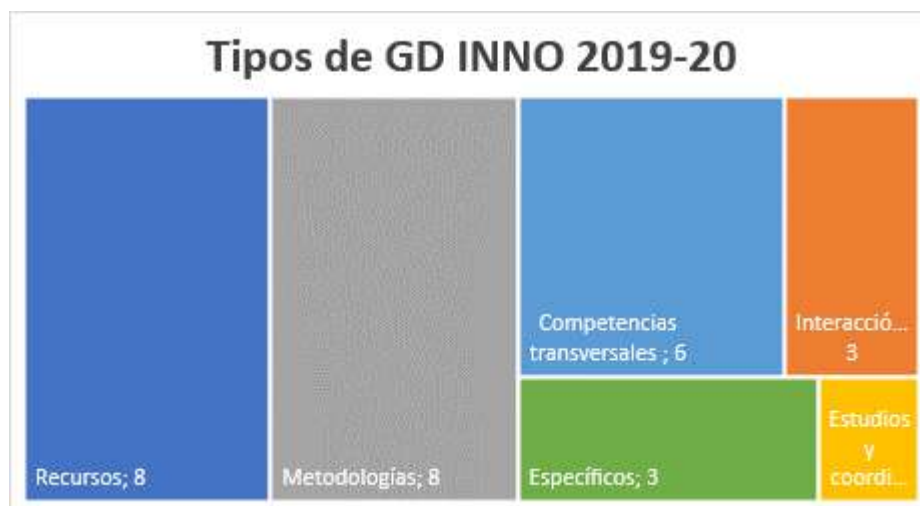 Tipos de GD INNO 2019-20
Recursos; 8
Metodologías; 8
Competencias
transversales ; 6
Interacció...
3
Específicos; 3
Estudios
y
coordi...